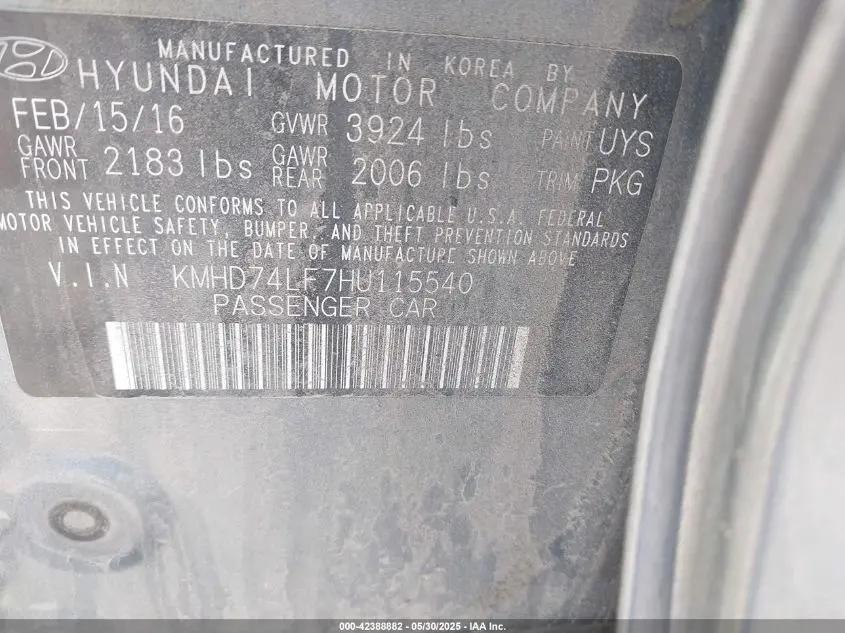 MANUFACTURED IN KOREA BY
HYUNDAI MOTOR COMPANY
FEB/15/16 GVWR 3924 lbs PAINT UYS
GAWR FRONT 2183 lbs GAWR REAR 2006 lbs TRIM PKG
THIS VEHICLE CONFORMS TO ALL APPLICABLE U.S.A. FEDERAL
MOTOR VEHICLE SAFETY, BUMPER, AND THEFT PREVENTION STANDARDS
IN EFFECT ON THE DATE OF MANUFACTURE SHOWN ABOVE
V.I.N KMHD74LF7HU115540
PASSENGER CAR
000-42388882 - 05/30/2025 - IAA Inc.